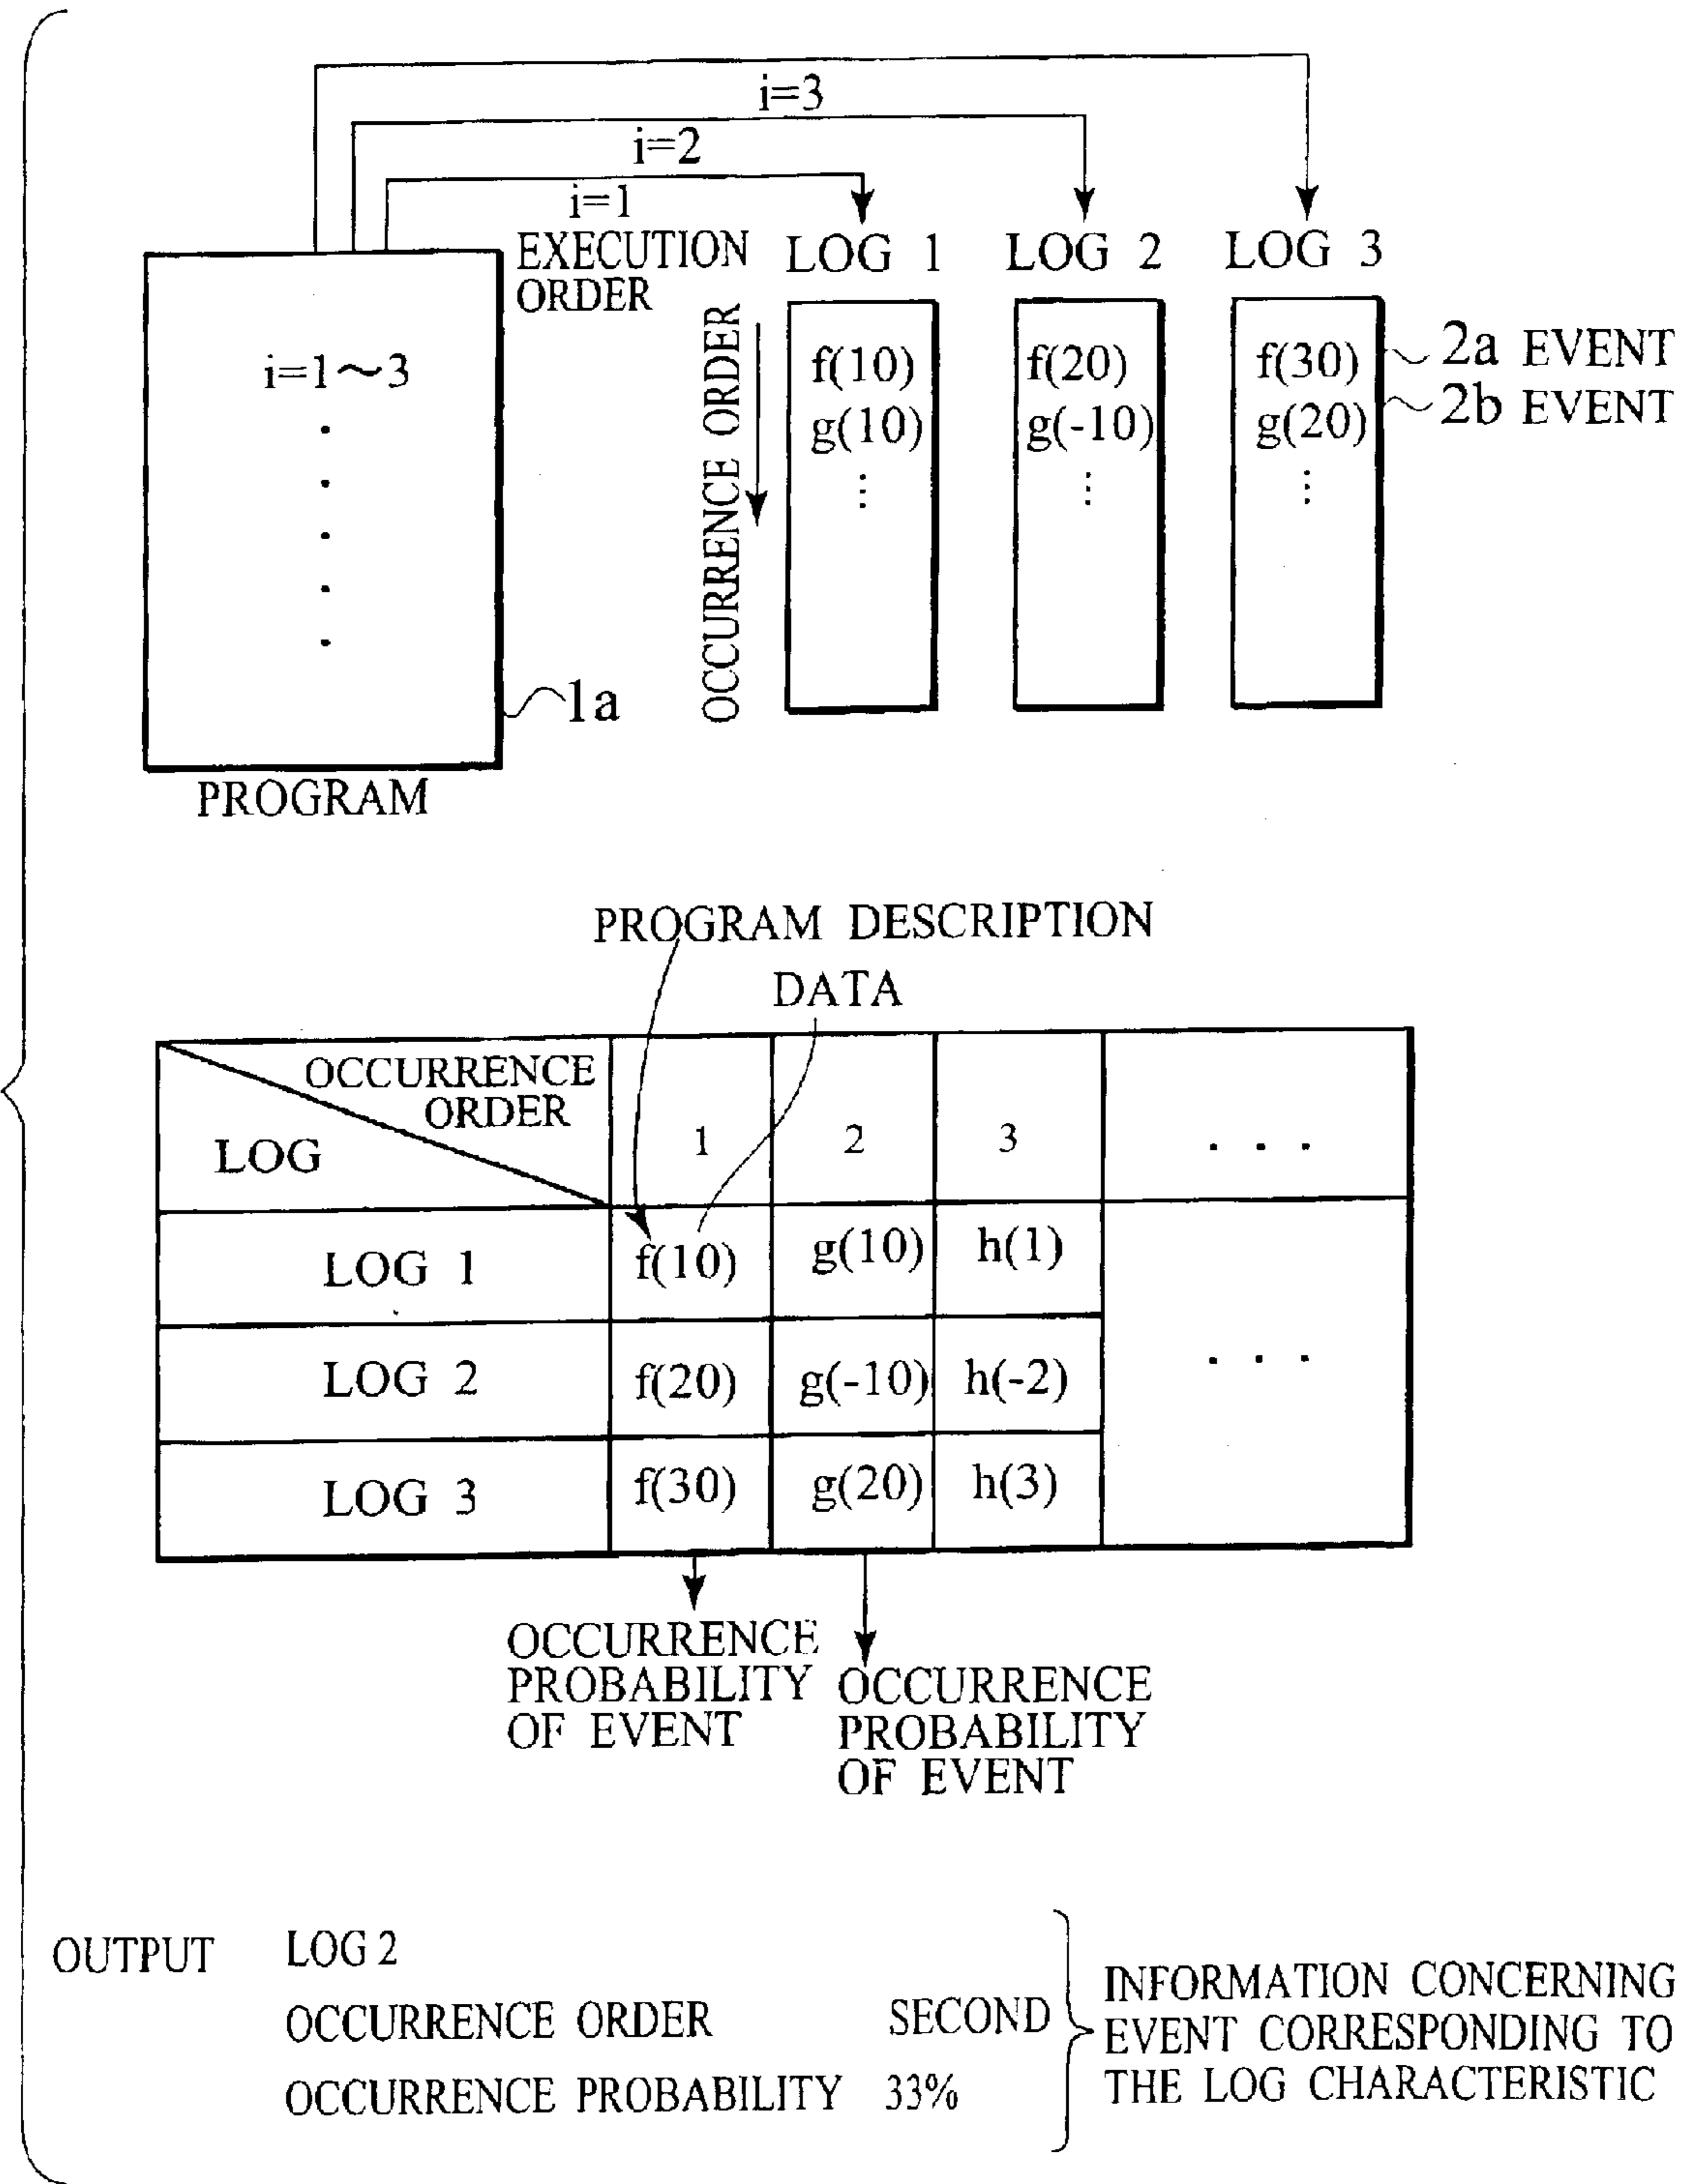 i=3
i=2
i=1
EXECUTION
ORDER
LOG 1
LOG 2
LOG 3
i=1～3
OCCURRENCE ORDER
f(10)
g(10)
⋮
f(20)
g(-10)
⋮
f(30)
g(20)
⋮
2a EVENT
2b EVENT
1a
PROGRAM
PROGRAM DESCRIPTION
DATA
OCCURRENCE
ORDER
LOG
1
2
3
. . .
LOG 1
f(10)
g(10)
h(1)
LOG 2
f(20)
g(-10)
h(-2)
. . .
LOG 3
f(30)
g(20)
h(3)
OCCURRENCE
PROBABILITY
OF EVENT
OCCURRENCE
PROBABILITY
OF EVENT
OUTPUT LOG 2
OCCURRENCE ORDER SECOND
OCCURRENCE PROBABILITY 33%
INFORMATION CONCERNING
EVENT CORRESPONDING TO
THE LOG CHARACTERISTIC